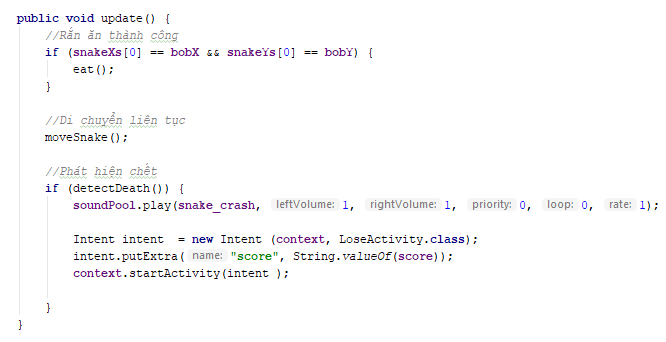 public void update() {
//Rắn ăn thành công
if (snakeXs[0] == bobX && snakeYs[0] == bobY) {
eat();
}
//Di chuyển liên tục
moveSnake();
//Phát hiện chết
if (detectDeath()) {
soundPool.play(snake_crash, leftVolume: 1, rightVolume: 1, priority: 0, loop: 0, rate: 1);
Intent intent  = new Intent (context, LoseActivity.class);
intent.putExtra( name: "score", String.valueOf(score));
context.startActivity(intent );
}
}